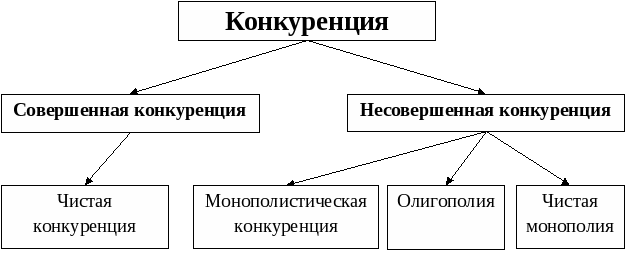 Конкуренция
Совершенная конкуренция
Несовершенная конкуренция
Чистая
конкуренция
Монополистическая
конкуренция
Олигополия
Чистая
монополия